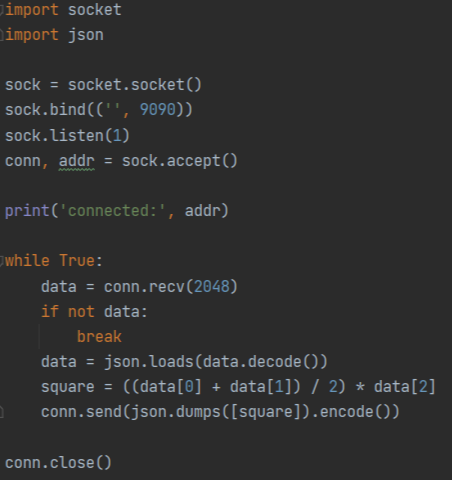 import socket
import json

sock = socket.socket()
sock.bind(('', 9090))
sock.listen(1)
conn, addr = sock.accept()

print('connected:', addr)

while True:
    data = conn.recv(2048)
    if not data:
        break
    data = json.loads(data.decode())
    square = ((data[0] + data[1]) / 2) * data[2]
    conn.send(json.dumps([square]).encode())

conn.close()